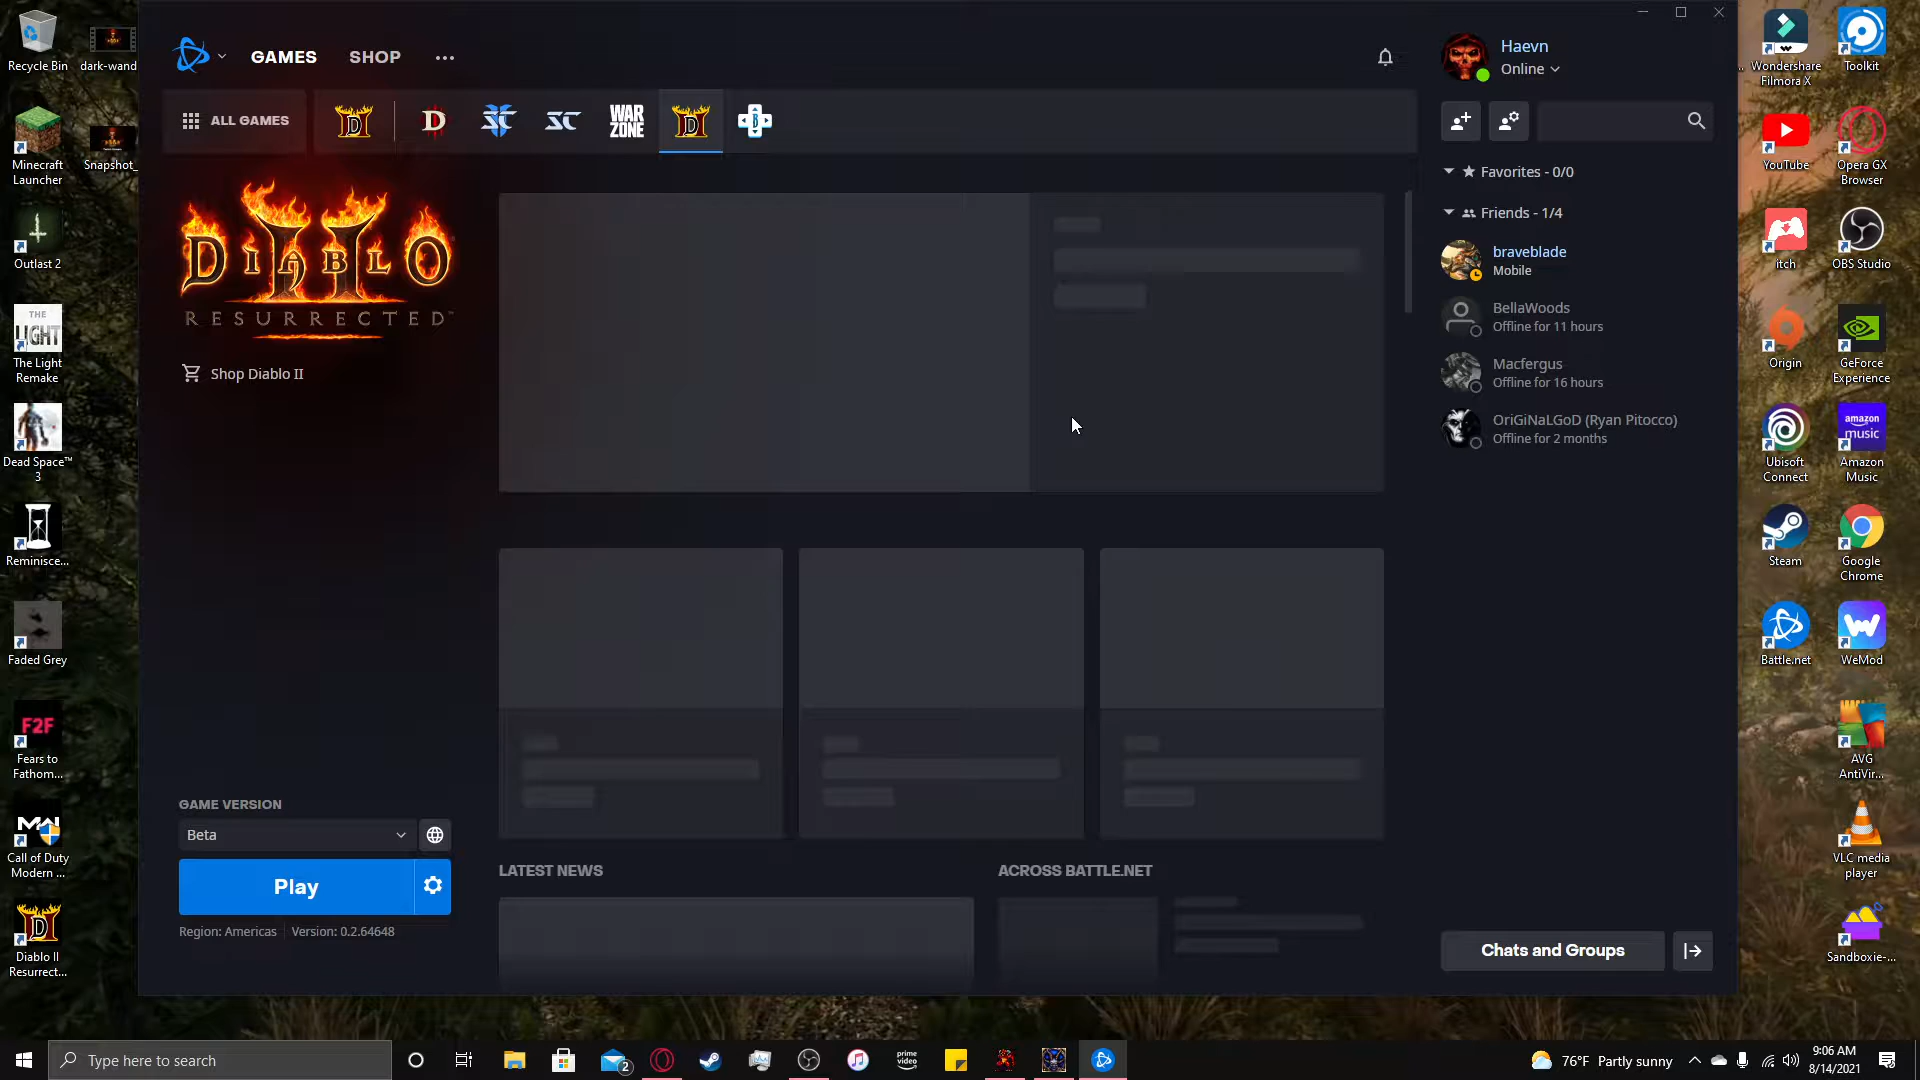 Recycle Bin
dark-wand
Minecraft
Launcher
Snapshot_
Outlast 2
THE
LIGHT
The Light
Remake
Dead Space™
3
Reminisce...
Faded Grey
F2F
Fears to
Fathom...
MW
Call of Duty
Modern ...
Diablo II
Resurrect...
GAMES
SHOP
ALL GAMES
WAR
ZONE
DIABLO
II
RESURRECTED™
Shop Diablo II
GAME VERSION
Beta
Play
Region: Americas
Version: 0.2.64648
LATEST NEWS
ACROSS BATTLE.NET
Haevn
Online
Favorites - 0/0
Friends - 1/4
braveblade
Mobile
BellaWoods
Offline for 11 hours
Macfergus
Offline for 16 hours
OriGiNaLGoD (Ryan Pitocco)
Offline for 2 months
Chats and Groups
Wondershare
Filmora X
Toolkit
YouTube
Opera GX
Browser
itch
OBS Studio
Origin
GeForce
Experience
amazon
music
Ubisoft
Connect
Amazon
Music
Steam
Google
Chrome
Battle.net
WeMod
AVG
AntiVir...
VLC media
player
Sandboxie-...
Type here to search
2
prime
video
76°F Partly sunny
9:06 AM
8/14/2021